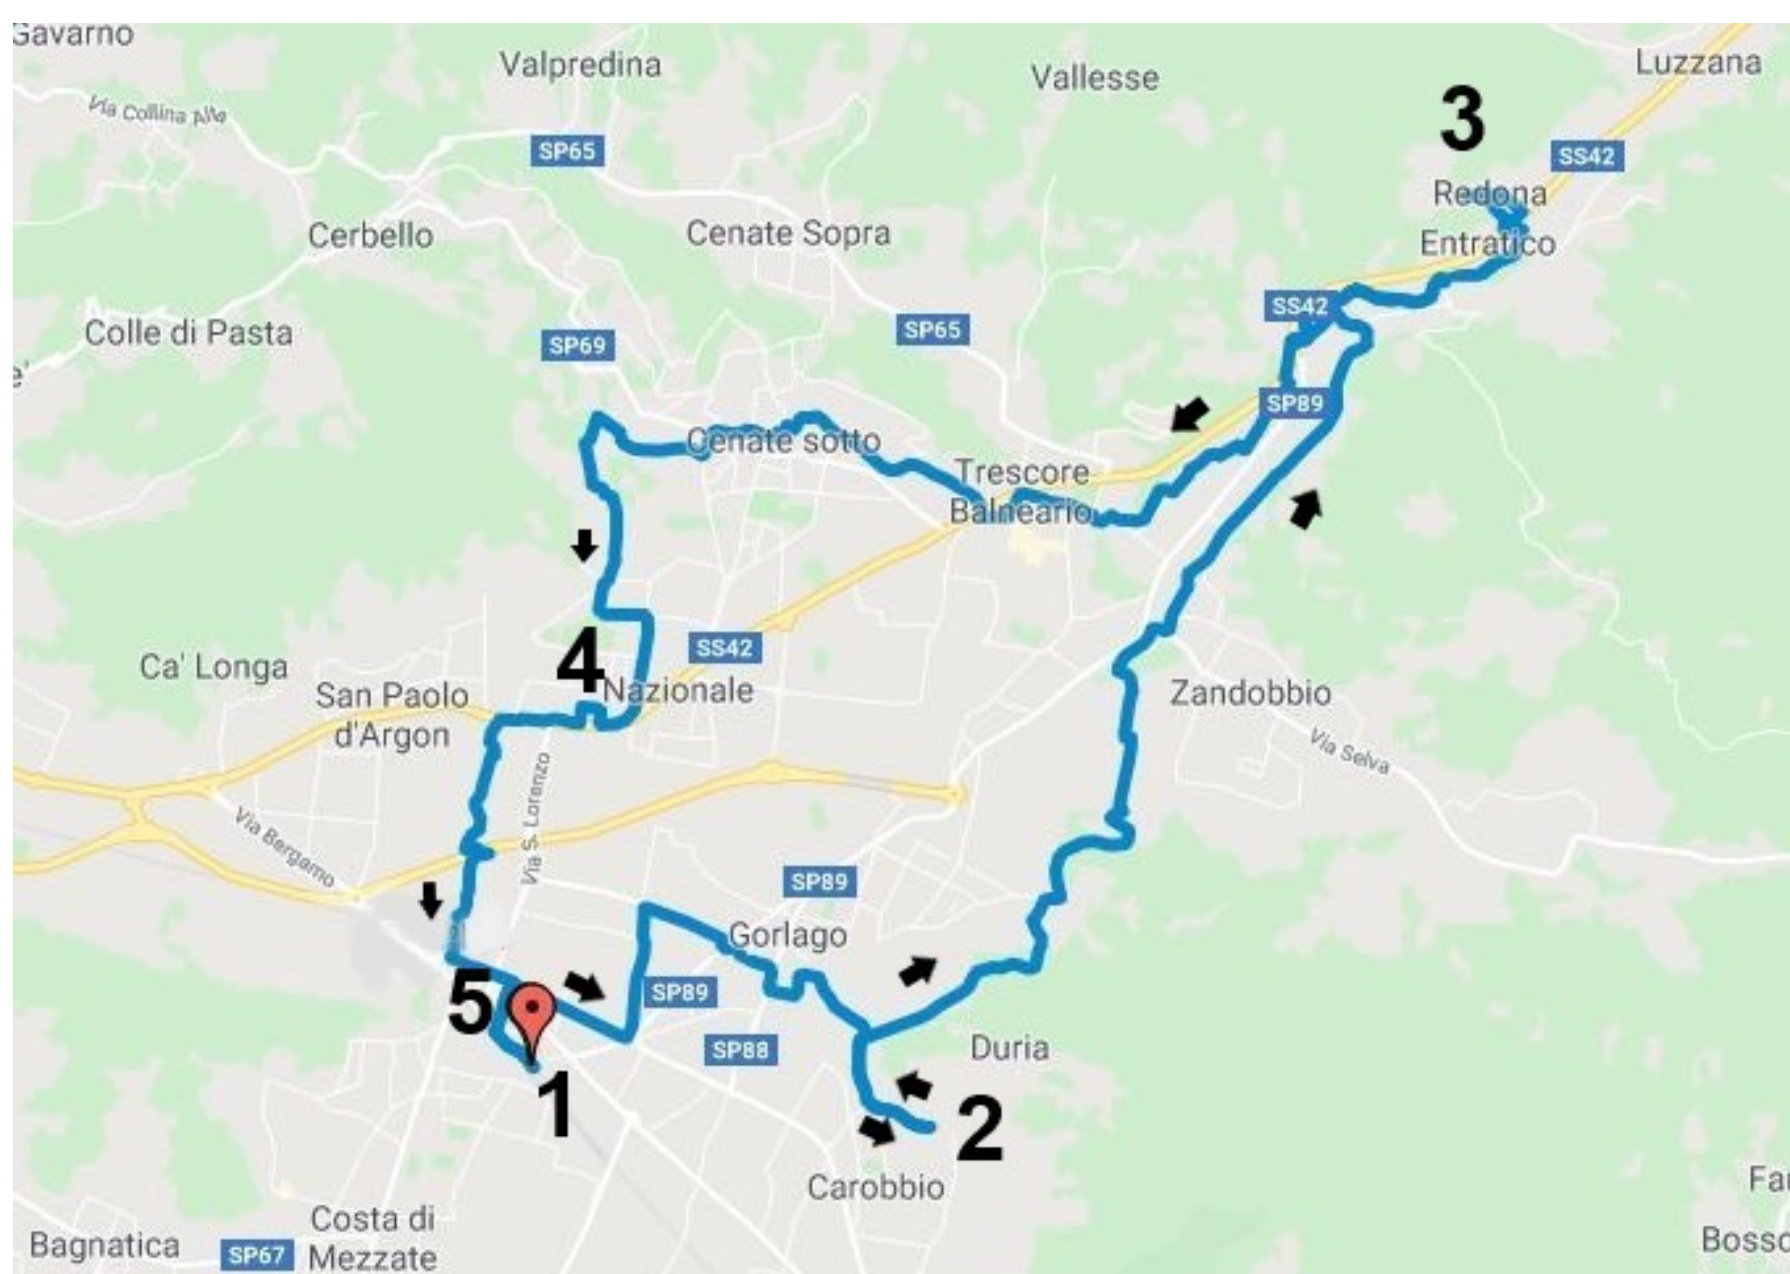 Gavarno
Valpredina
Vallesse
Luzzana
Via Collina Alta
SP65
3
SS42
Redona
Cerbello
Cenate Sopra
Entratico
SS42
Colle di Pasta
SP69
SP65
e'
SP89
Cenate sotto
Trescore
Balneario
4
SS42
Ca' Longa
San Paolo
d'Argon
Nazionale
Zandobbio
Via Selva
Via S. Lorenzo
Via Bergamo
SP89
Gorlago
5
SP89
SP88
Duria
1
2
Carobbio
Costa di
Mezzate
Bagnatica
SP67
Fa
Bosso